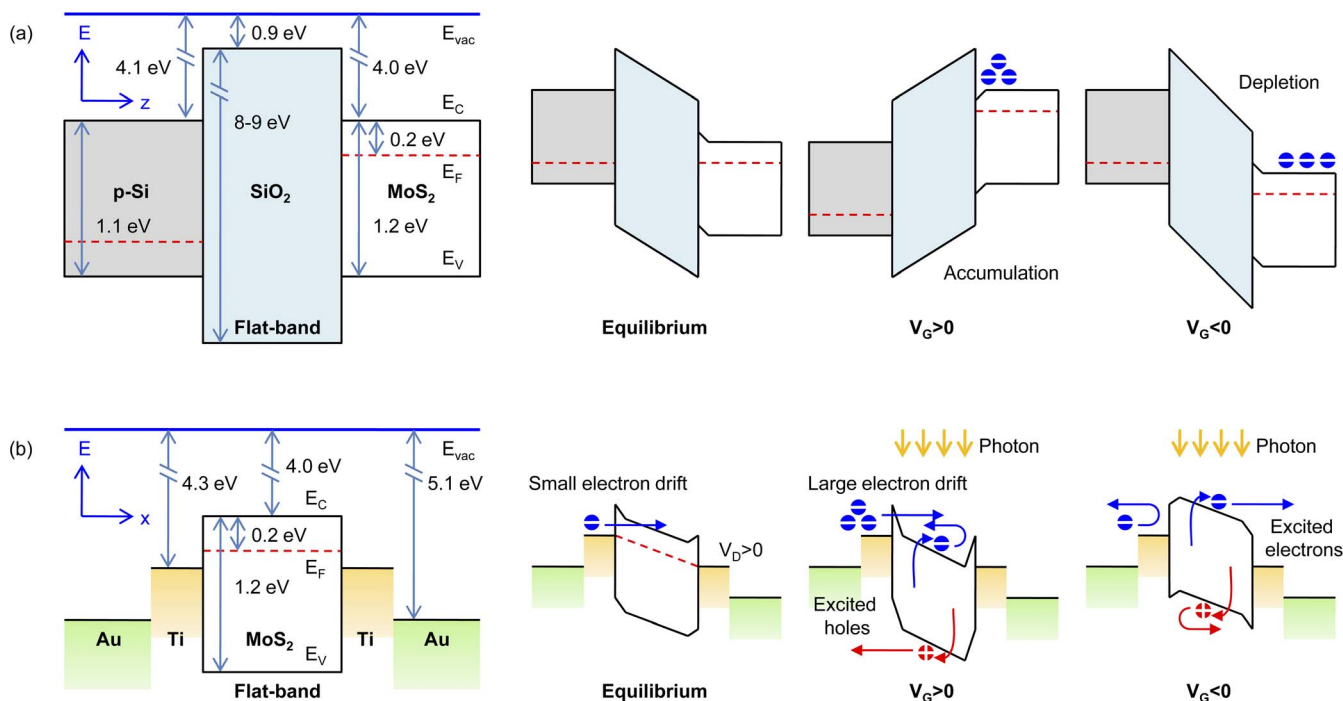 (a)
E
z
4.1 eV
0.9 eV
E_vac
4.0 eV
8-9 eV
E_C
0.2 eV
E_F
p-Si
SiO₂
MoS₂
1.1 eV
1.2 eV
E_V
Flat-band
Equilibrium
Accumulation
V_G>0
Depletion
V_G<0
(b)
E
x
4.3 eV
4.0 eV
E_vac
5.1 eV
E_C
0.2 eV
E_F
1.2 eV
Au
Ti
MoS₂
Ti
Au
E_V
Flat-band
Small electron drift
V_D>0
Equilibrium
Photon
Large electron drift
Excited
holes
V_G>0
Photon
Excited
electrons
V_G<0